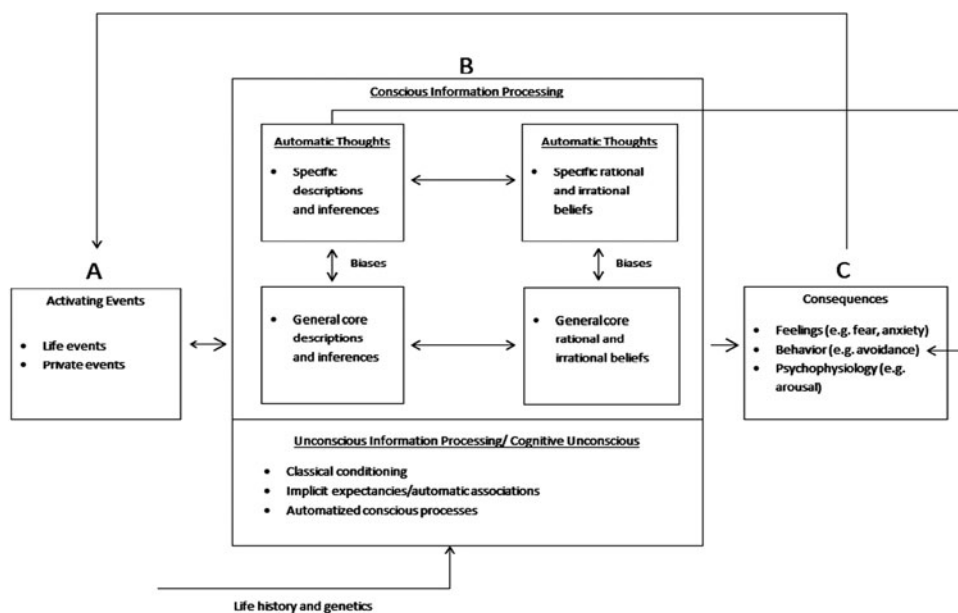 B
Conscious Information Processing
Automatic Thoughts
• Specific
descriptions
and inferences
Automatic Thoughts
• Specific rational
and irrational
beliefs
Biases
Biases
• General core
descriptions
and inferences
• General core
rational and
irrational beliefs
A
Activating Events
• Life events
• Private events
C
Consequences
• Feelings (e.g. fear, anxiety)
• Behavior (e.g. avoidance)
• Psychophysiology (e.g.
arousal)
Unconscious Information Processing/ Cognitive Unconscious
• Classical conditioning
• Implicit expectancies/automatic associations
• Automatized conscious processes
Life history and genetics